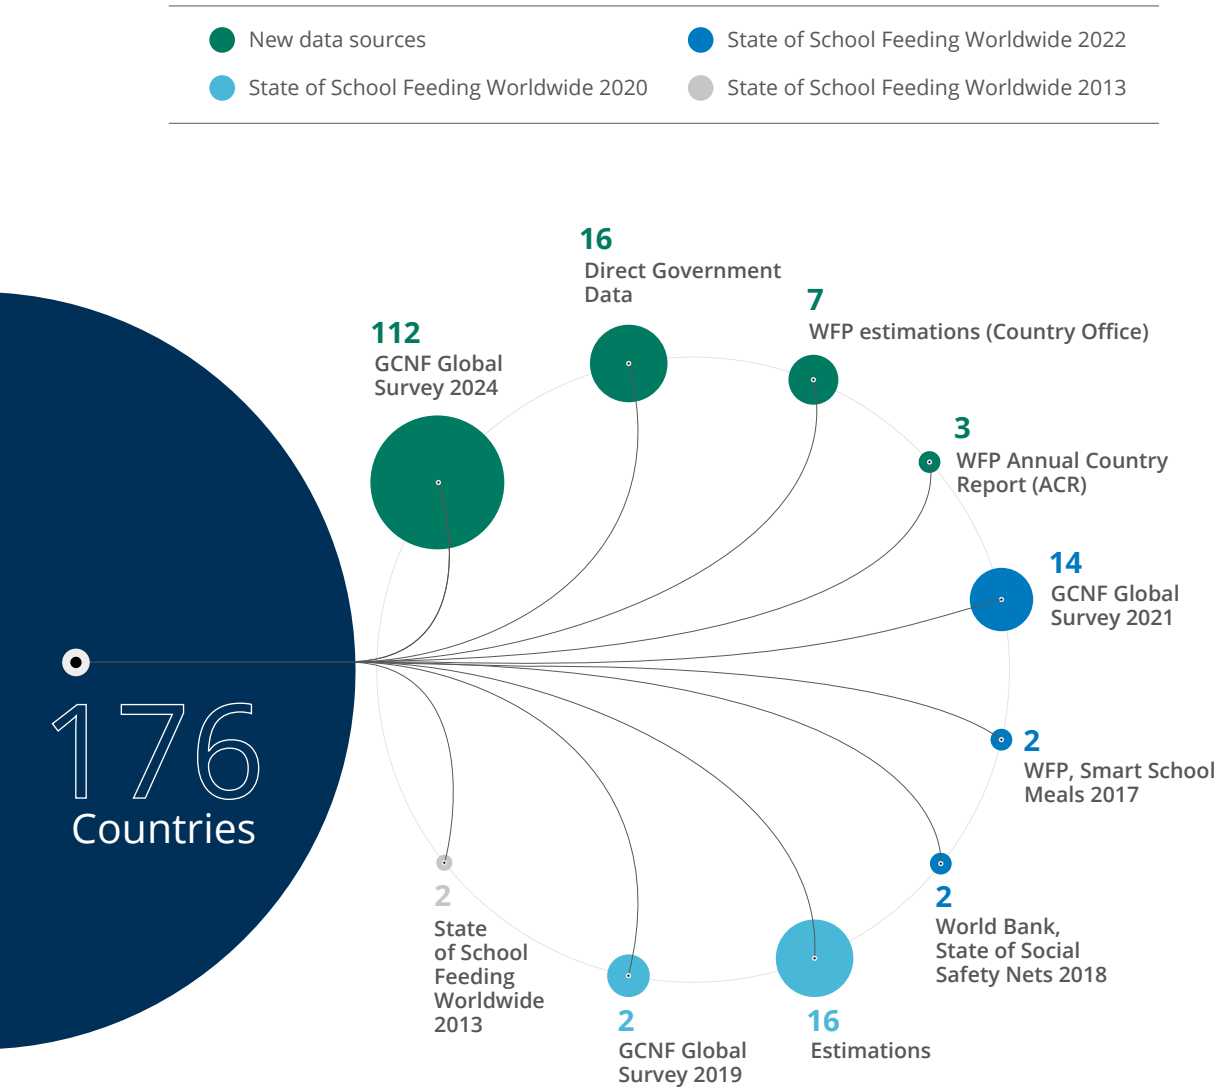 New data sources
State of School Feeding Worldwide 2022
State of School Feeding Worldwide 2020
State of School Feeding Worldwide 2013
16
Direct Government
Data
7
WFP estimations (Country Office)
112
GCNF Global
Survey 2024
3
WFP Annual Country
Report (ACR)
14
GCNF Global
Survey 2021
176
Countries
2
WFP, Smart School
Meals 2017
2
World Bank,
State of Social
Safety Nets 2018
2
State
of School
Feeding
Worldwide
2013
2
GCNF Global
Survey 2019
16
Estimations